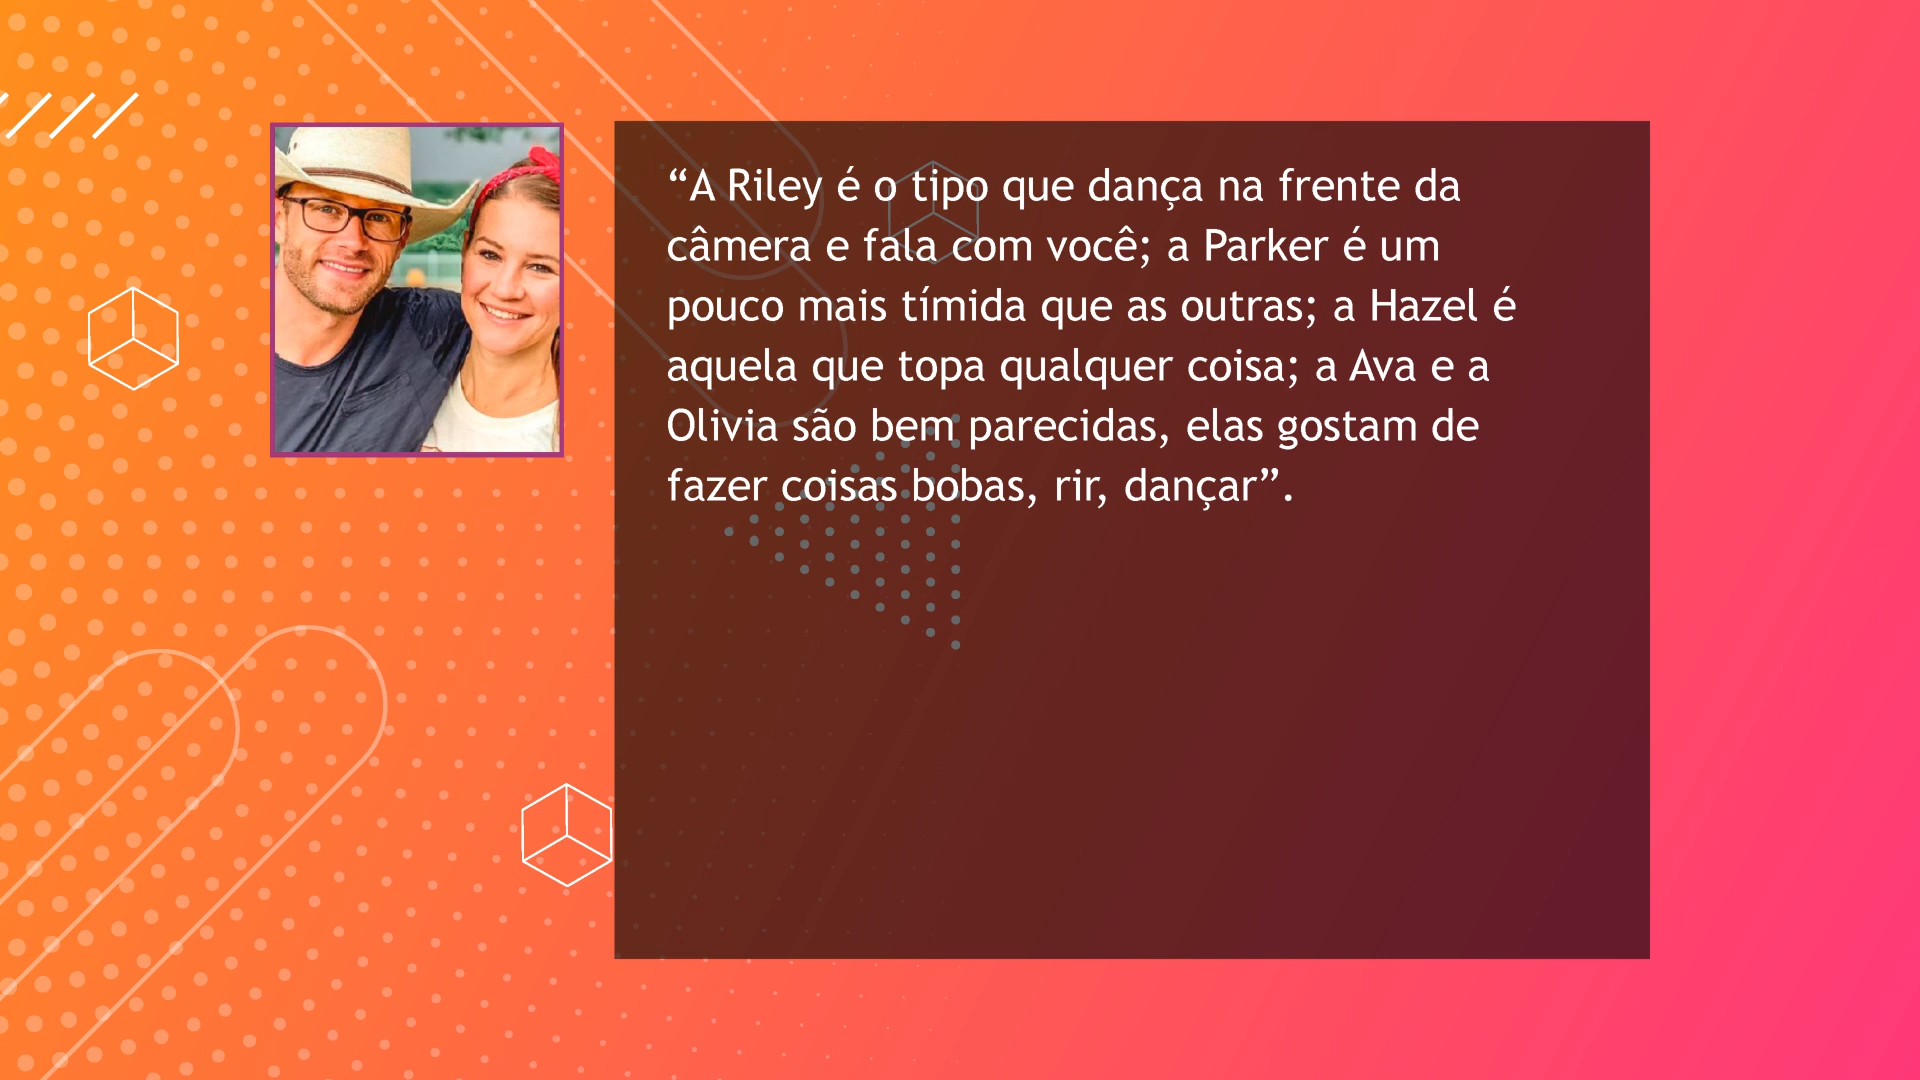 “A Riley é o tipo que dança na frente da
câmera e fala com você; a Parker é um
pouco mais tímida que as outras; a Hazel é
aquela que topa qualquer coisa; a Ava e a
Olivia são bem parecidas, elas gostam de
fazer coisas bobas, rir, dançar”.